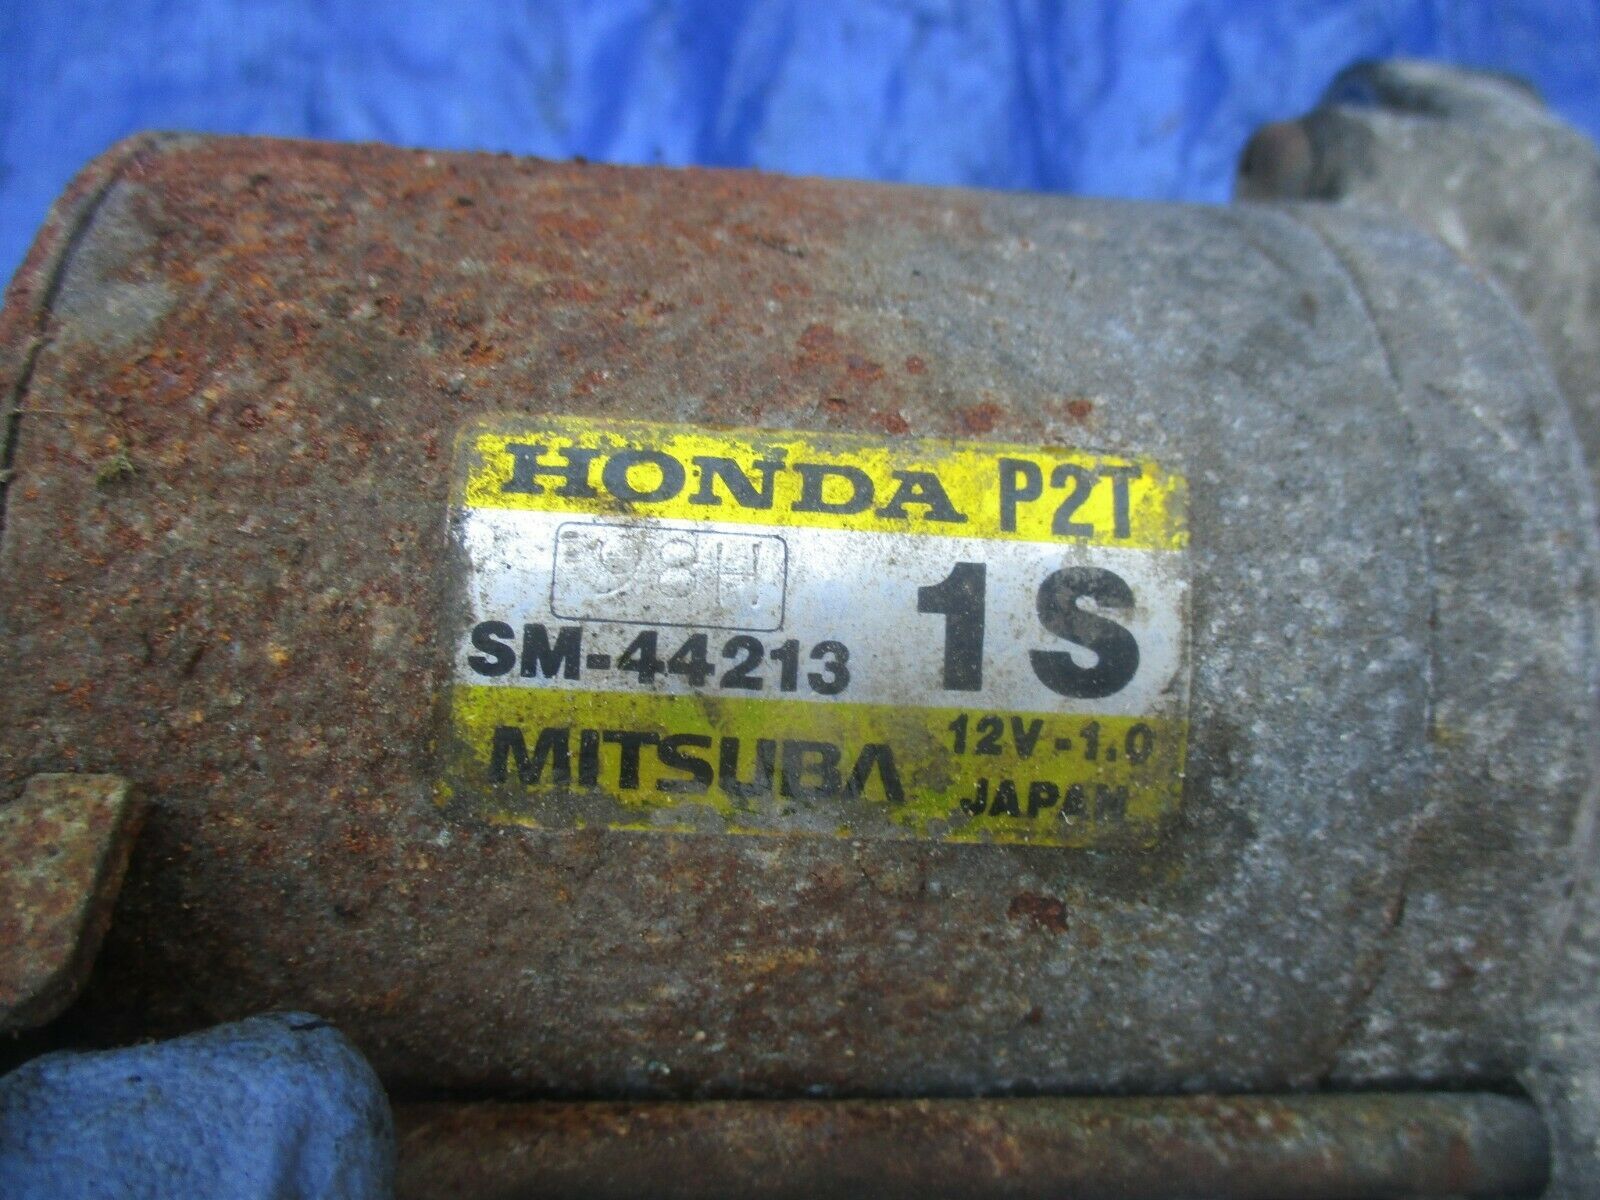 HONDA P2T
98H
SM-44213 1S
MITSUBA 12V-1.0
JAPAN